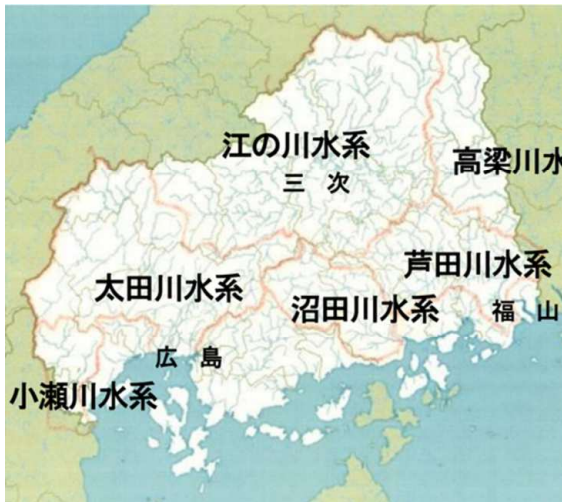 江の川水系
三次
高梁川水
芦田川水系
太田川水系
沼田川水系
福山
広島
小瀬川水系